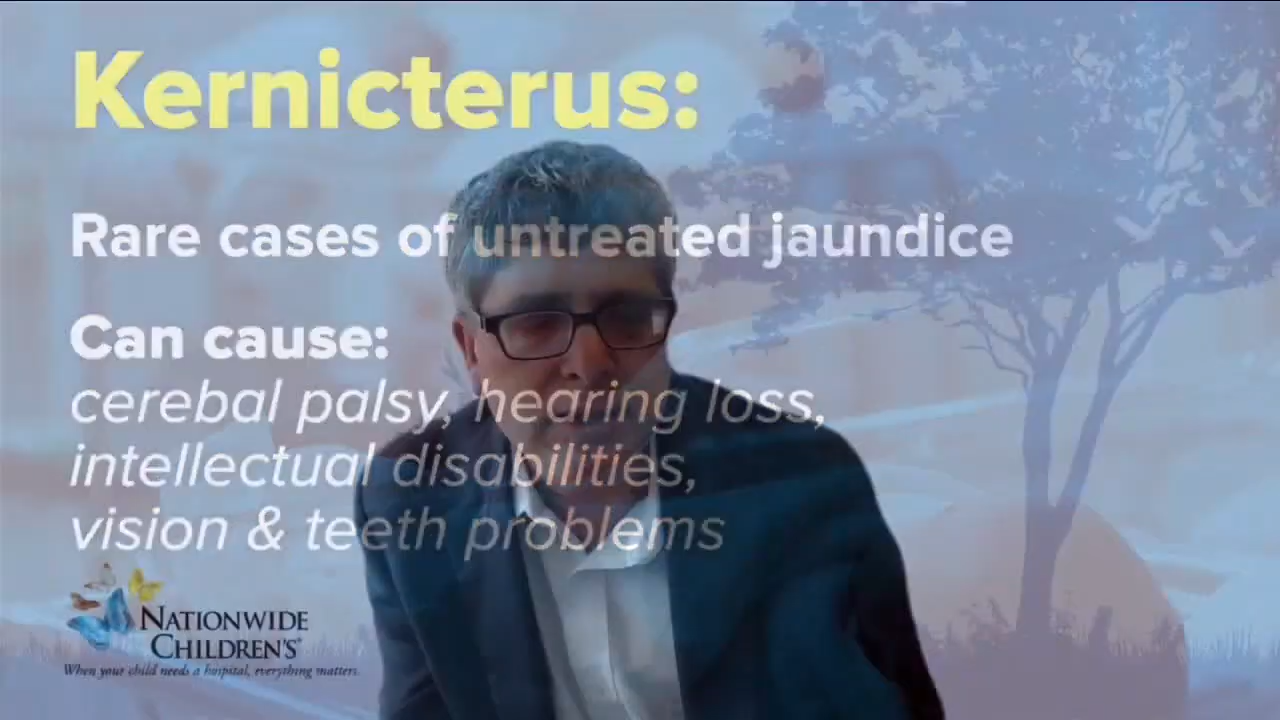 Kernicterus:
Rare cases of untreated jaundice
Can cause:
cerebal palsy, hearing loss,
intellectual disabilities,
vision & teeth problems
NATIONWIDE
CHILDREN'S®
When your child needs a hospital, everything matters.